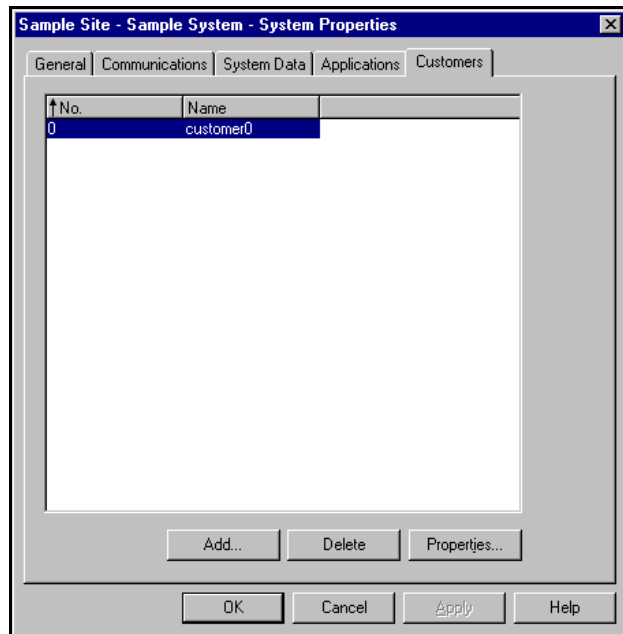 Sample Site - Sample System - System Properties
General Communications System Data Applications Customers
No. Name
0 customer0
Add... Delete Properties...
OK Cancel Apply Help